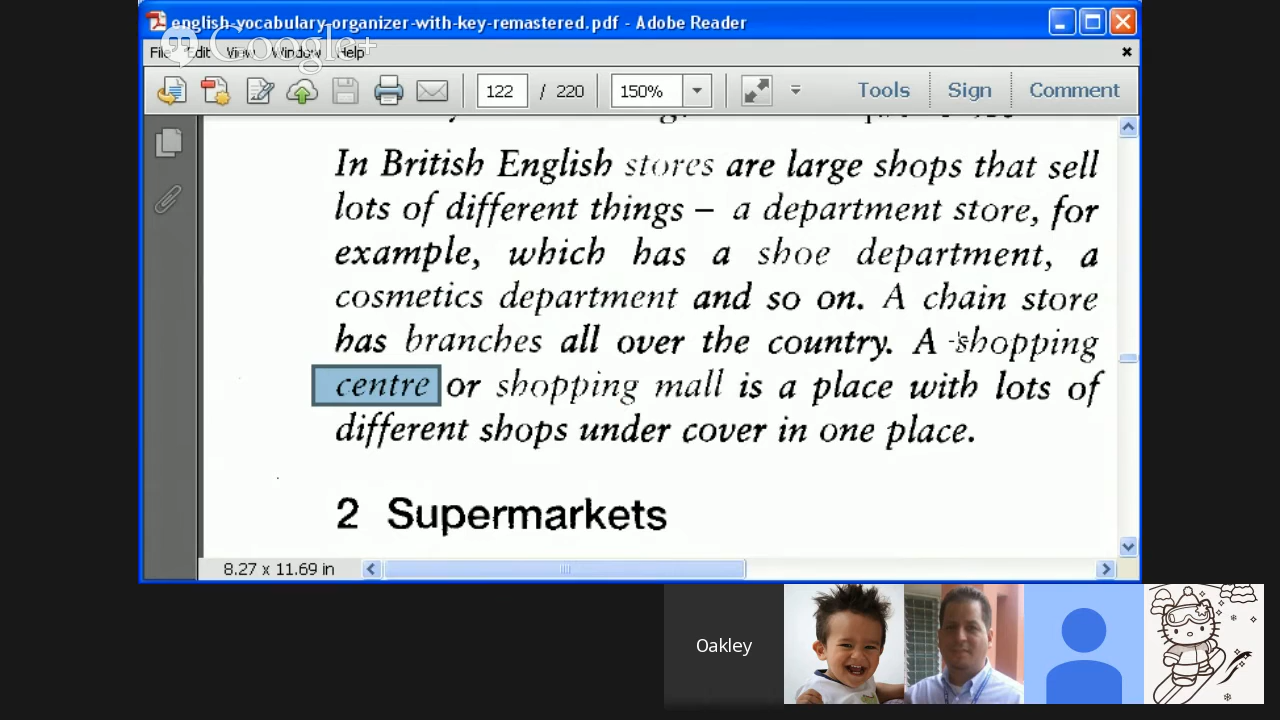 english-vocabulary-organizer-with-key-remastered.pdf - Adobe Reader
Google+
File Edit View Window Help
122 / 220 150% Tools Sign Comment
In British English stores are large shops that sell
lots of different things – a department store, for
example, which has a shoe department, a
cosmetics department and so on. A chain store
has branches all over the country. A shopping
centre or shopping mall is a place with lots of
different shops under cover in one place.
2 Supermarkets
8.27 x 11.69 in
Oakley